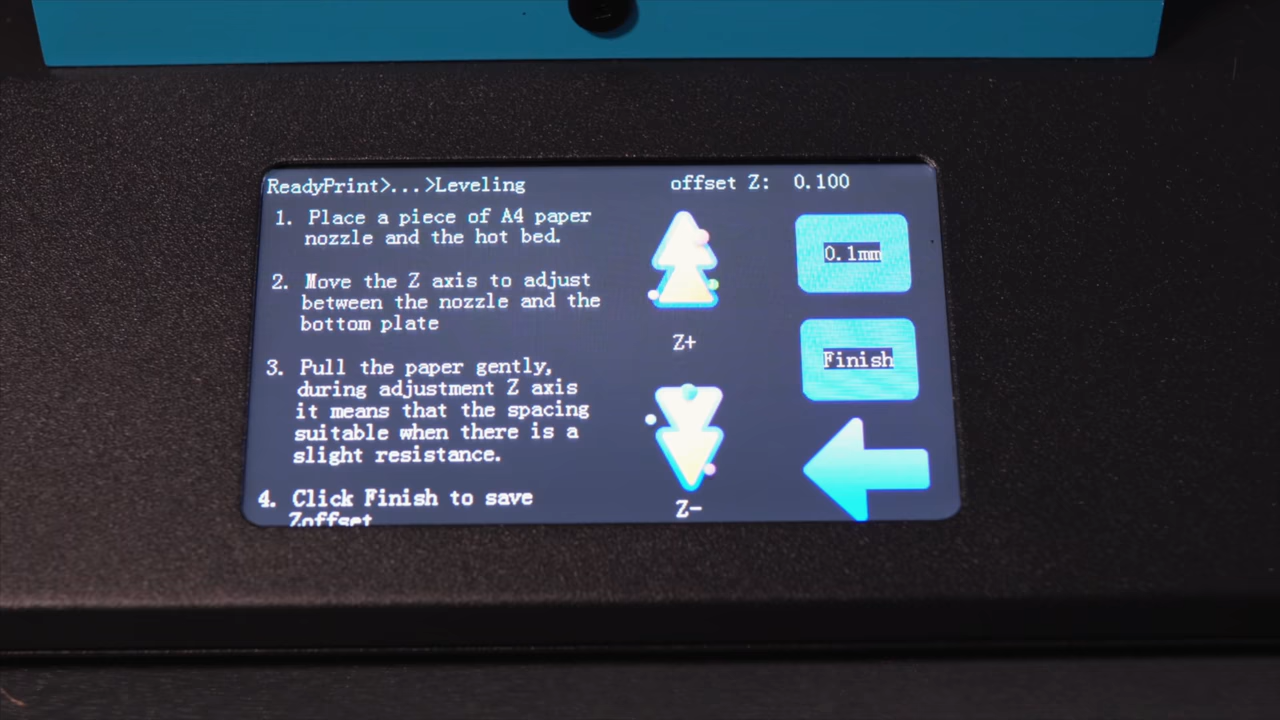 ReadyPrint>...>Leveling
offset Z: 0.100
1. Place a piece of A4 paper
nozzle and the hot bed.
2. Move the Z axis to adjust
between the nozzle and the
bottom plate
3. Pull the paper gently,
during adjustment Z axis
it means that the spacing
suitable when there is a
slight resistance.
4. Click Finish to save
Zoffset
Z+
Z-
0.1mm
Finish